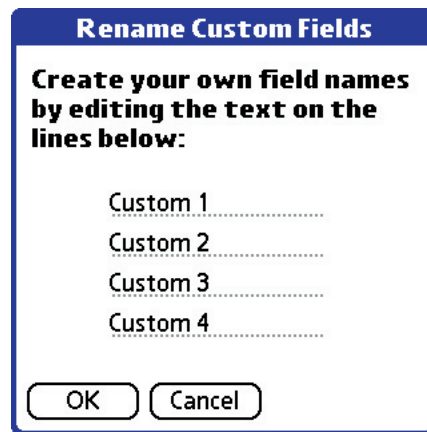 Rename Custom Fields
Create your own field names
by editing the text on the
lines below:
Custom 1
Custom 2
Custom 3
Custom 4
OK
Cancel